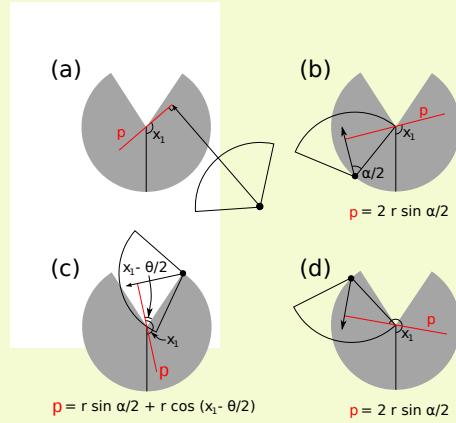 (a)
p
x₁
(b)
p
x₁
α/2
p = 2 r sin α/2
(c)
x₁- θ/2
x₁
p
p = r sin α/2 + r cos (x₁- θ/2)
(d)
p
x₁
p = 2 r sin α/2